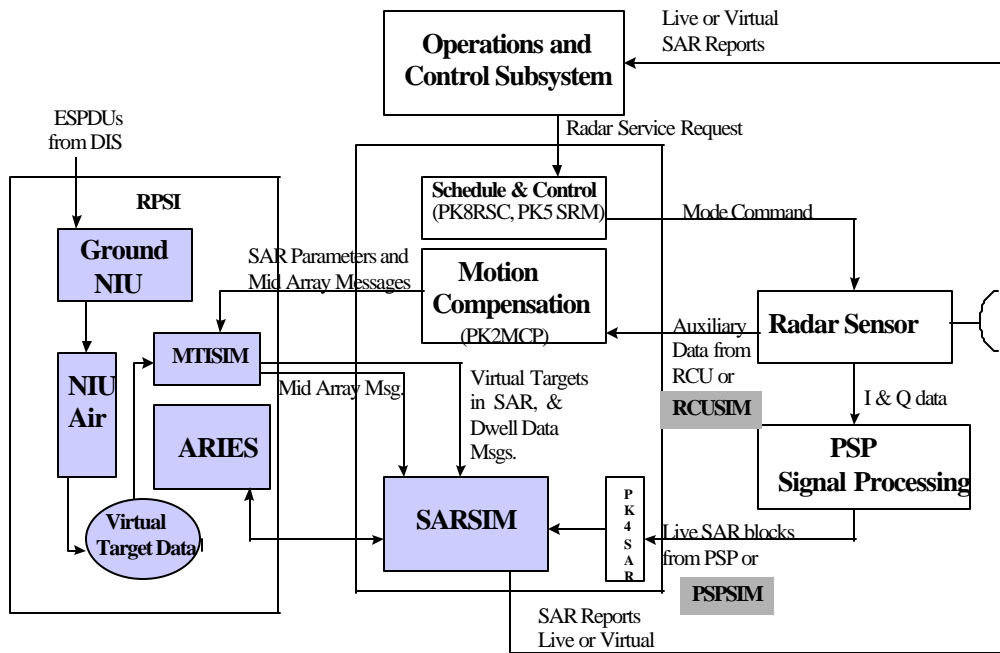 Live or Virtual
SAR Reports
Operations and
Control Subsystem
ESPDUs
from DIS
Radar Service Request
RPSI
Schedule & Control
(PK8RSC, PK5 SRM)
Mode Command
Ground
NIU
SAR Parameters and
Mid Array Messages
Motion
Compensation
(PK2MCP)
Radar Sensor
Auxiliary
Data from
RCU or
RCUSIM
MTISIM
NIU
Air
Mid Array Msg.
Virtual Targets
in SAR, &
Dwell Data
Msgs.
I & Q data
ARIES
PSP
Signal Processing
SARSIM
P
K
4
S
A
R
Virtual
Target Data
Live SAR blocks
from PSP or
PSPSIM
SAR Reports
Live or Virtual